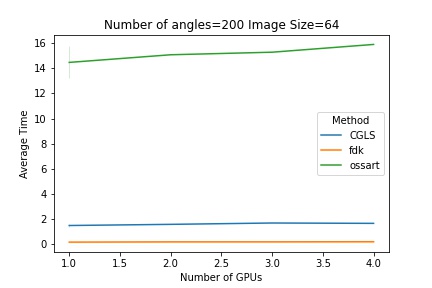 Number of angles=200 Image Size=64
Average Time
16
14
12
10
8
6
4
2
0
Method
CGLS
fdk
ossart
1.0 1.5 2.0 2.5 3.0 3.5 4.0
Number of GPUs